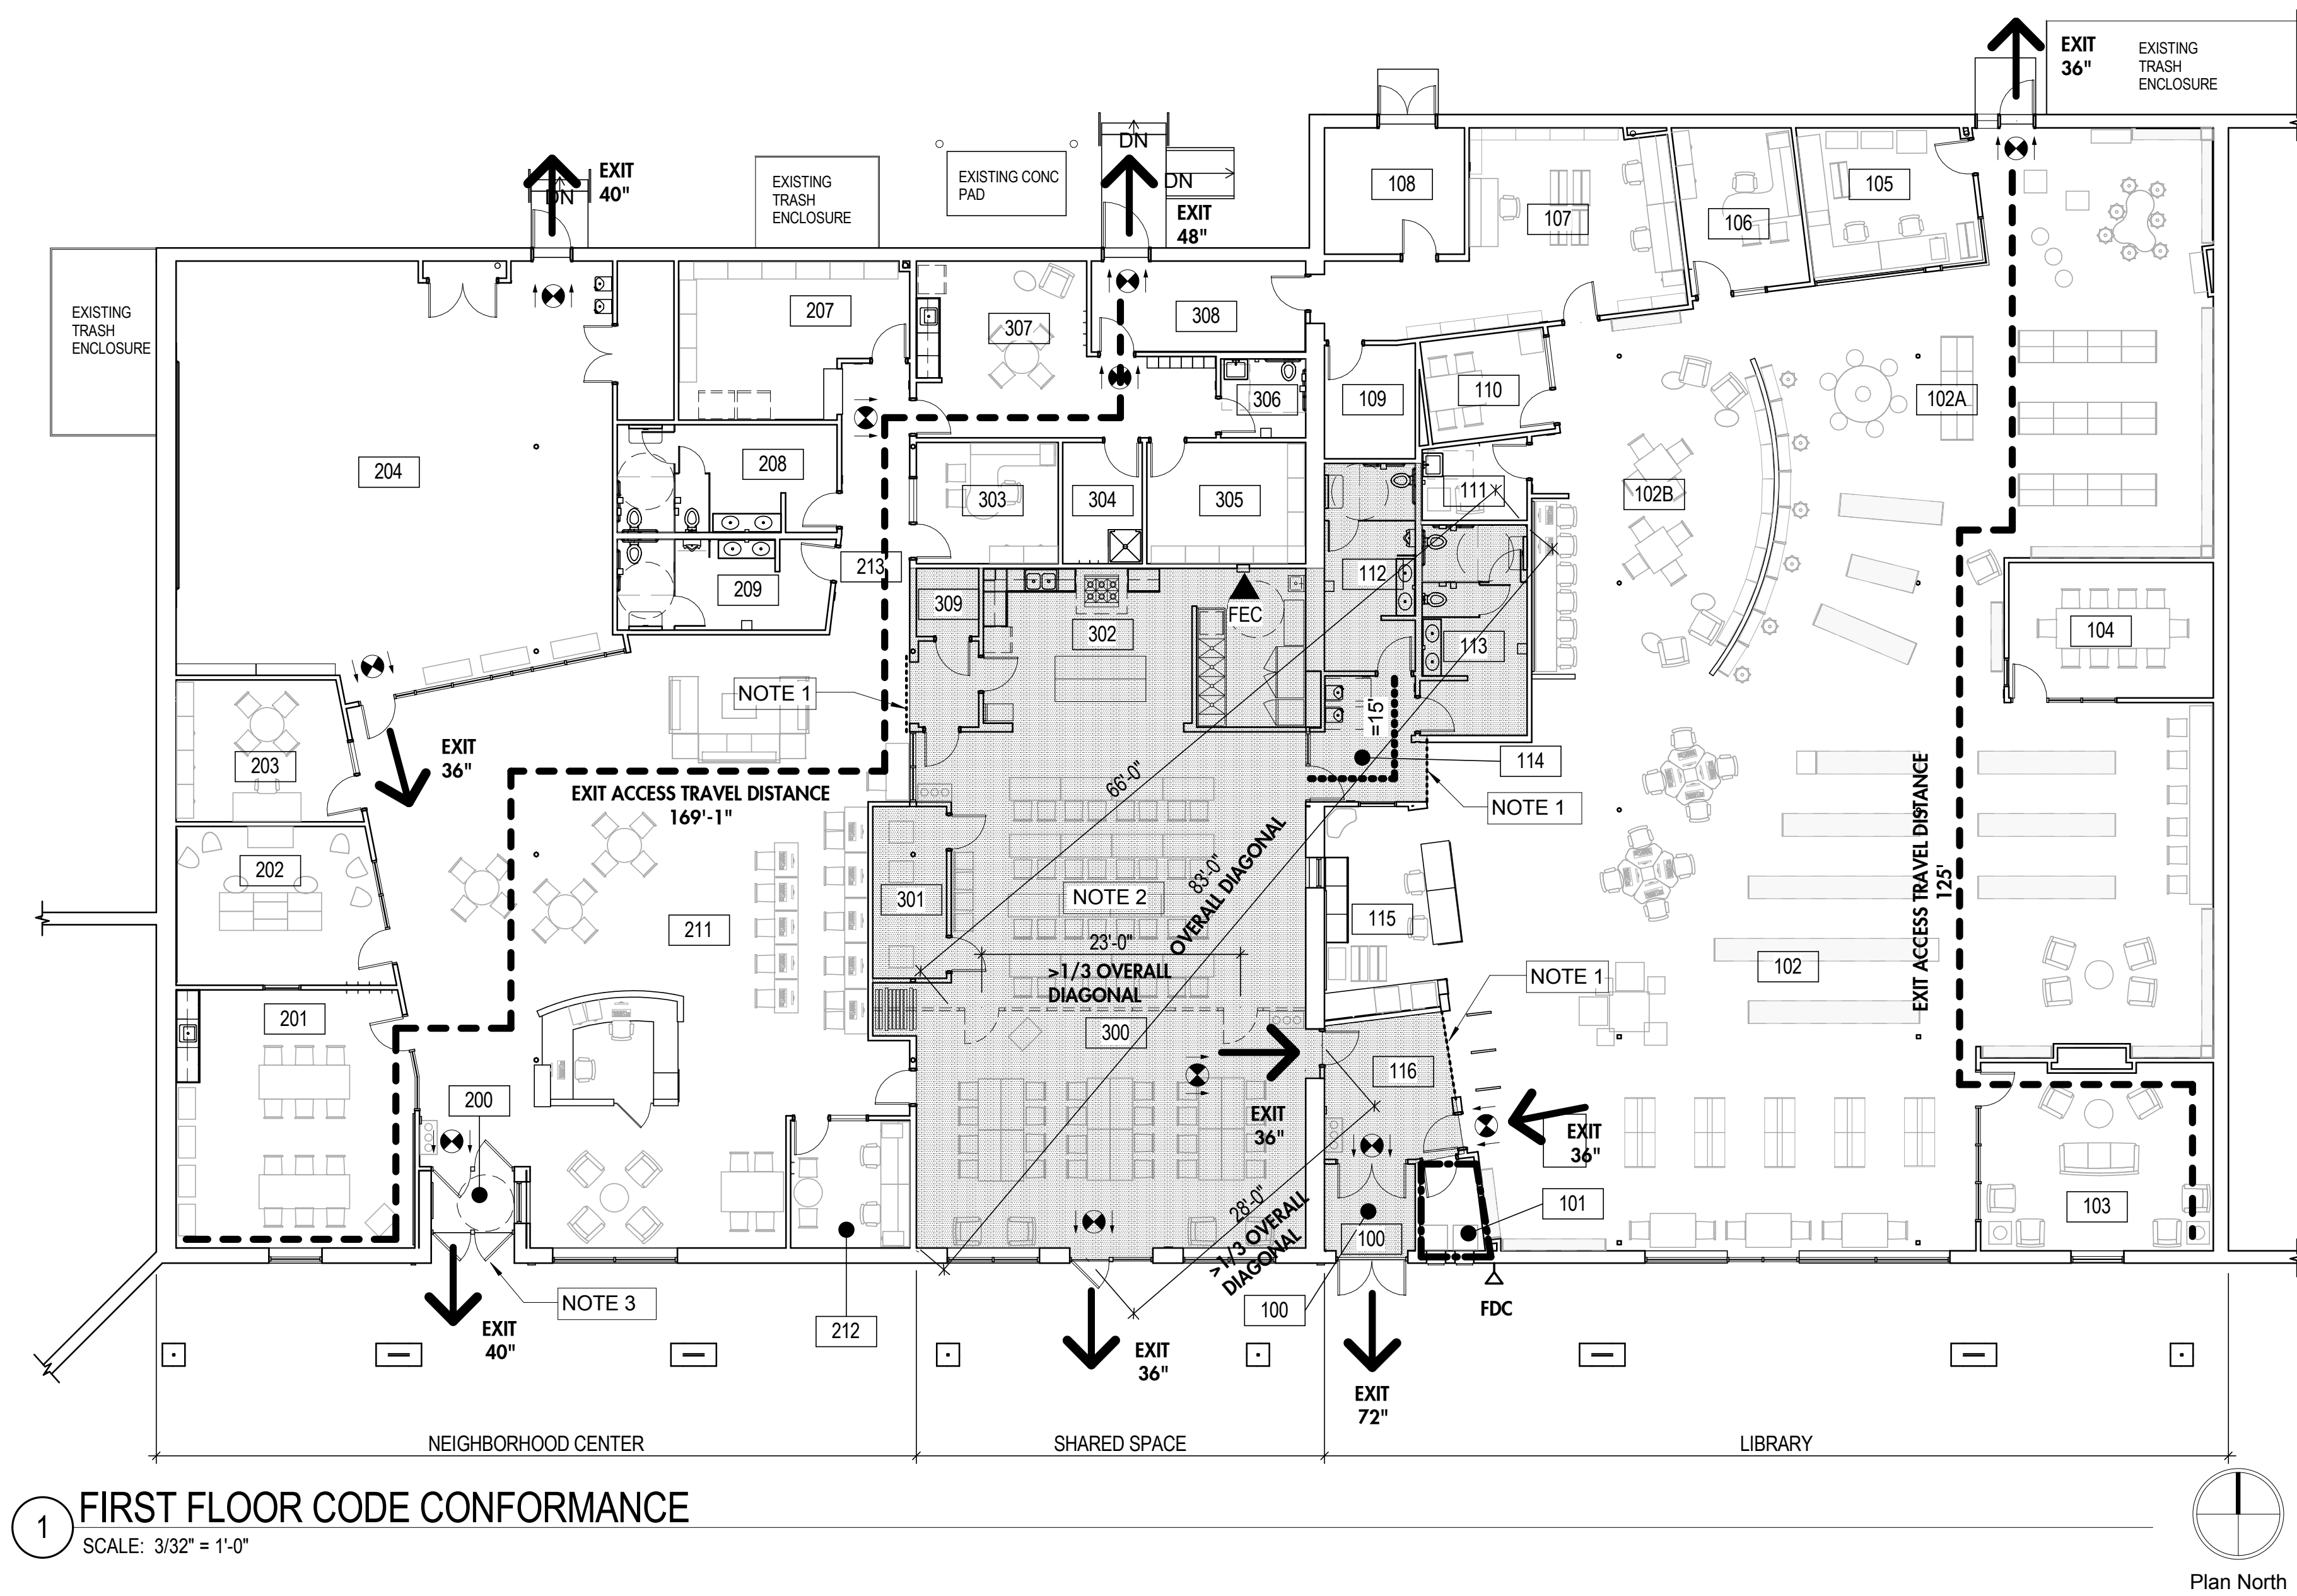 EXIT
36"
EXISTING
TRASH
ENCLOSURE
DN
EXISTING CONC
PAD
DN
EXIT
48"
EXIT
40"
DN
EXISTING
TRASH
ENCLOSURE
EXISTING
TRASH
ENCLOSURE
108
107
106
105
207
307
308
306
109
110
102A
204
208
303
304
305
111
102B
209
213
309
302
FEC
112
113
104
NOTE 1
=15'
114
NOTE 1
203
EXIT
36"
EXIT ACCESS TRAVEL DISTANCE
169'-1"
66'-0"
83'-0"
OVERALL DIAGONAL
EXIT ACCESS TRAVEL DISTANCE
125'
202
301
NOTE 2
115
211
23'-0"
>1/3 OVERALL
DIAGONAL
NOTE 1
102
201
300
116
200
EXIT
36"
EXIT
36"
28'-0"
>1/3 OVERALL
DIAGONAL
101
103
100
NOTE 3
100
FDC
212
EXIT
40"
EXIT
36"
EXIT
72"
NEIGHBORHOOD CENTER
SHARED SPACE
LIBRARY
1
FIRST FLOOR CODE CONFORMANCE
SCALE: 3/32" = 1'-0"
Plan North